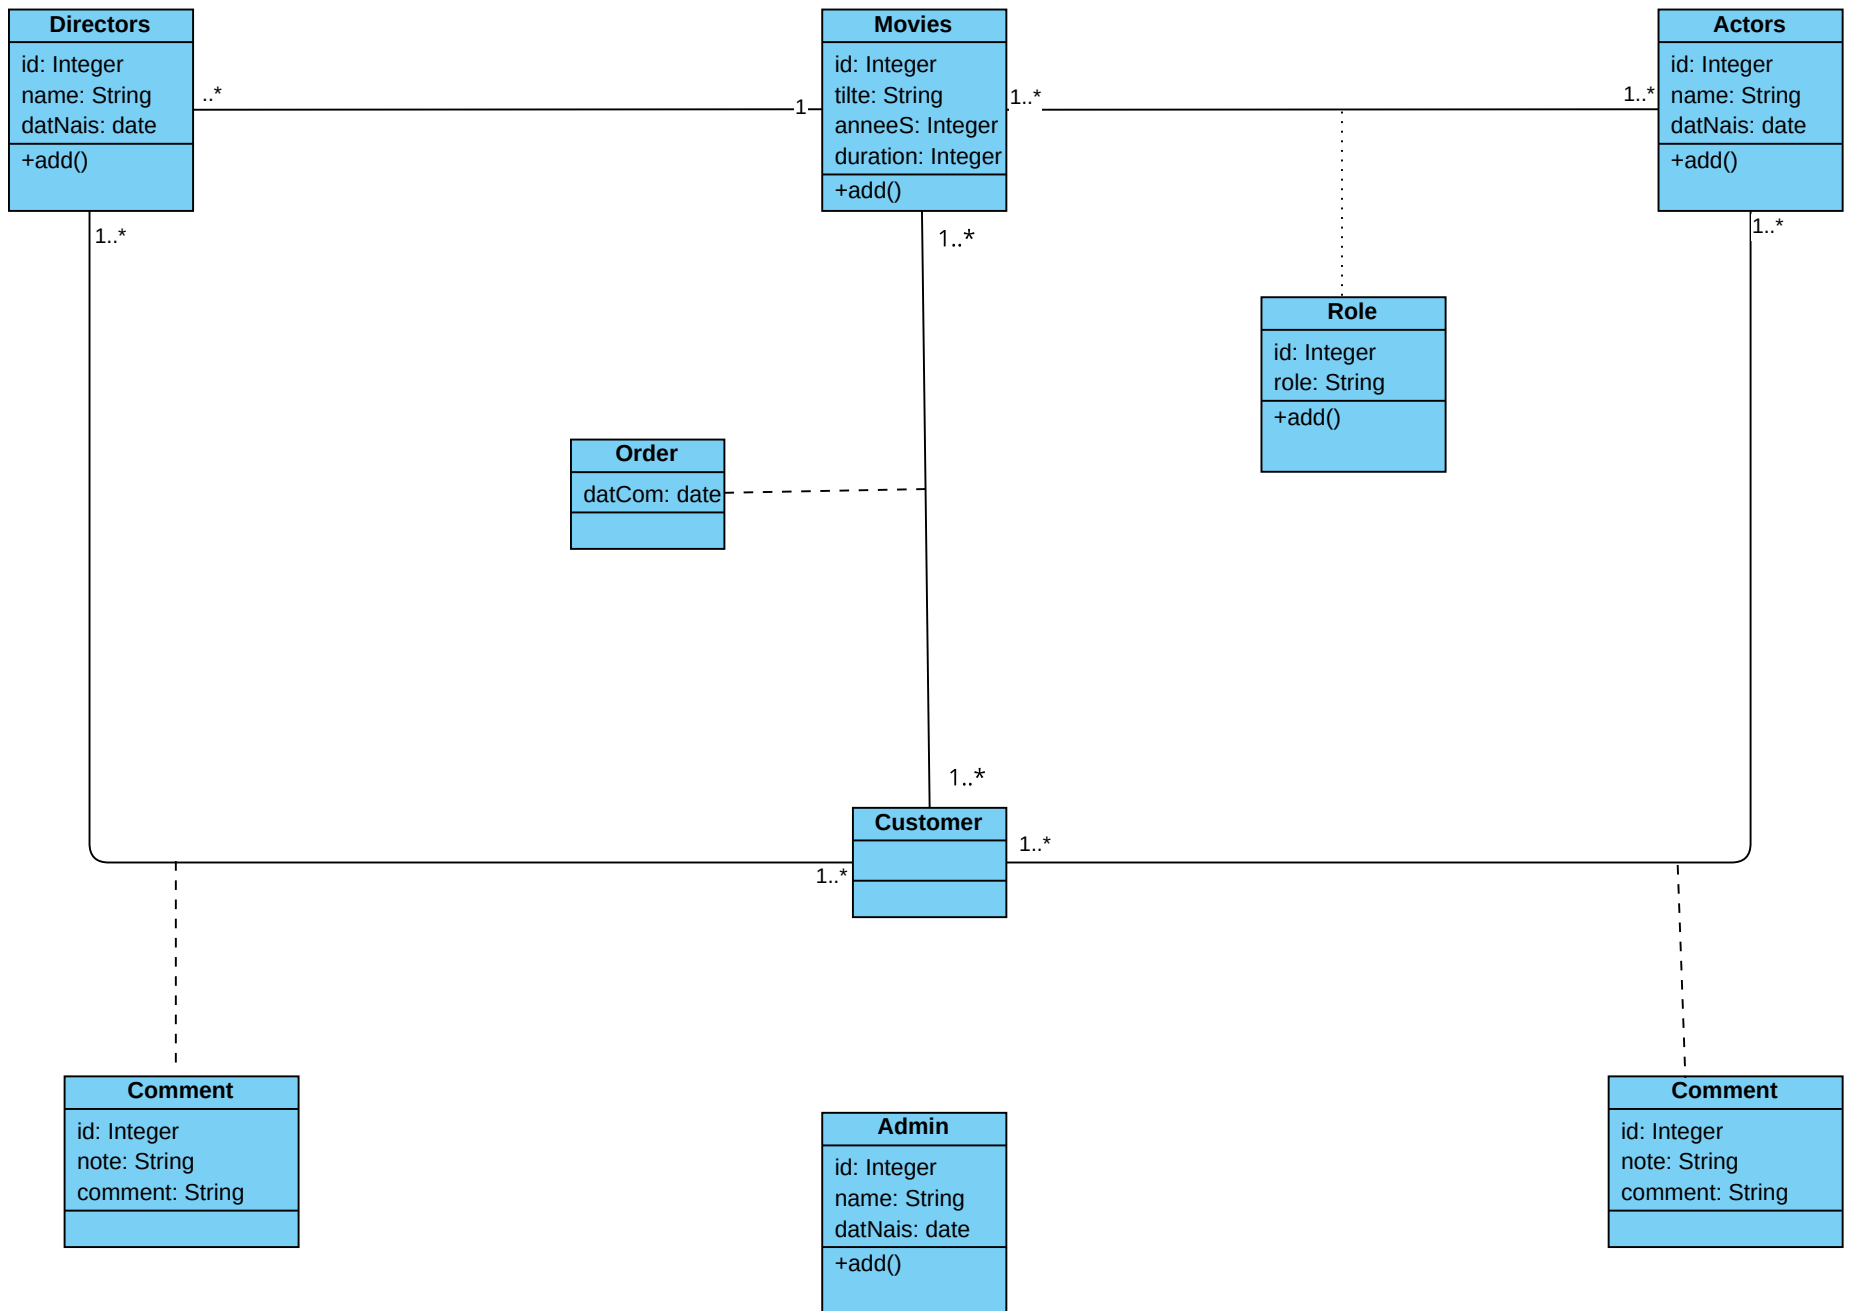 Directors
id: Integer
name: String
datNais: date
+add()
..*
1
Movies
id: Integer
tilte: String
anneeS: Integer
duration: Integer
+add()
1..*
1..*
Actors
id: Integer
name: String
datNais: date
+add()
1..*
1..*
1..*
Role
id: Integer
role: String
+add()
Order
datCom: date
1..*
Customer
1..*
1..*
Comment
id: Integer
note: String
comment: String
Admin
id: Integer
name: String
datNais: date
+add()
Comment
id: Integer
note: String
comment: String